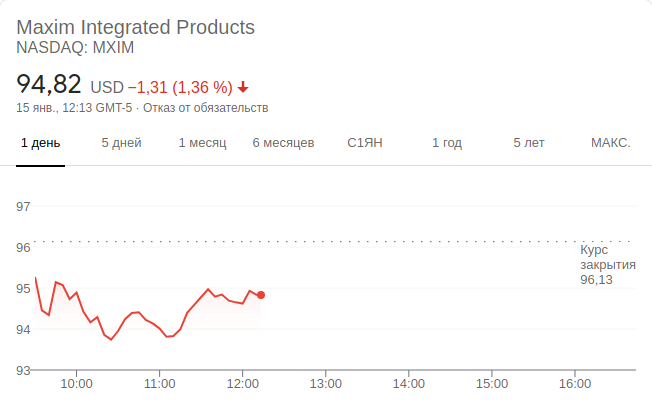 Maxim Integrated Products
NASDAQ: MXIM
94,82 USD −1,31 (1,36 %)
15 янв., 12:13 GMT-5 · Отказ от обязательств
1 день 5 дней 1 месяц 6 месяцев С1ЯН 1 год 5 лет МАКС.
97
96
Курс
закрытия
96,13
95
94
93
10:00 11:00 12:00 13:00 14:00 15:00 16:00